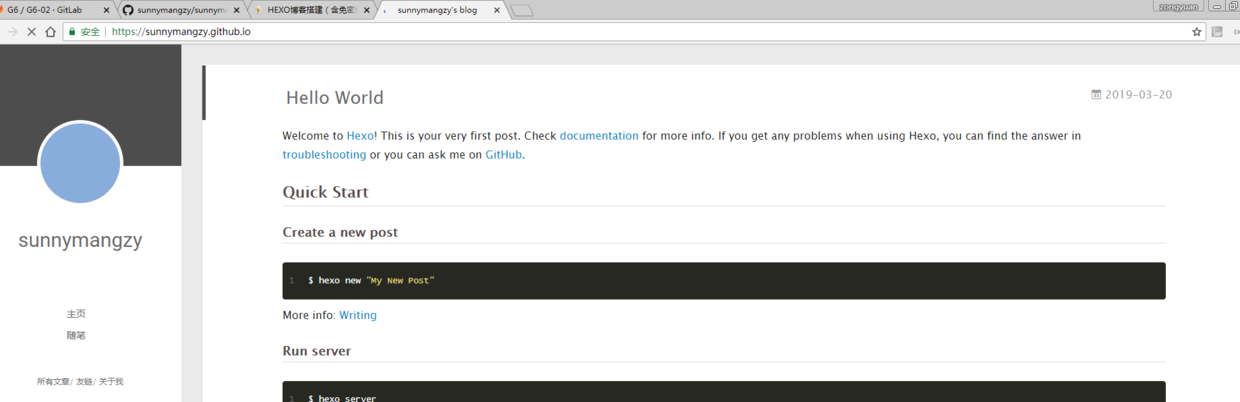 G6 / G6-02 · GitLab
sunnymangzy/sunnym
HEXO博客搭建（含免密
sunnymangzy's blog
zongyuan
安全 | https://sunnymangzy.github.io
Hello World
2019-03-20
Welcome to Hexo! This is your very first post. Check documentation for more info. If you get any problems when using Hexo, you can find the answer in
troubleshooting or you can ask me on GitHub.
Quick Start
sunnymangzy
Create a new post
1 $ hexo new "My New Post"
主页
More info: Writing
随笔
Run server
所有文章/ 友链/ 关于我
1 $ hexo server